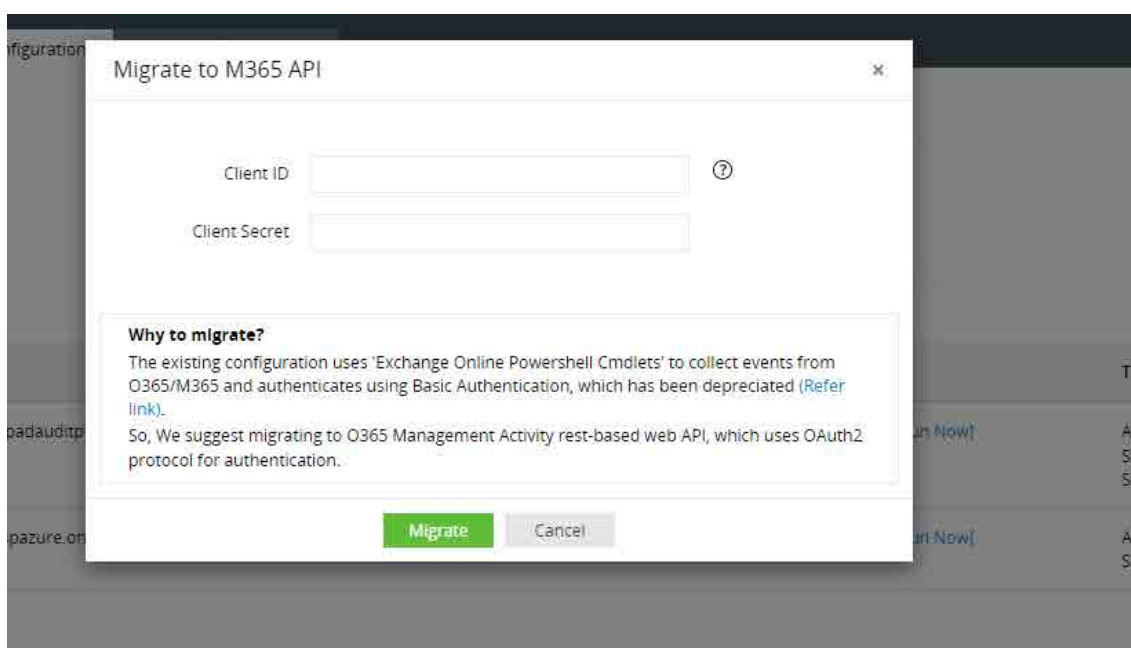 nfiguration
Migrate to M365 API
×
Client ID
?
Client Secret
Why to migrate?
The existing configuration uses 'Exchange Online Powershell Cmdlets' to collect events from
O365/M365 and authenticates using Basic Authentication, which has been depreciated (Refer
link).
So, We suggest migrating to O365 Management Activity rest-based web API, which uses OAuth2
protocol for authentication.
T
padauditp
un Now]
A
S
S
Migrate
Cancel
pazure.on
un Now]
A
S